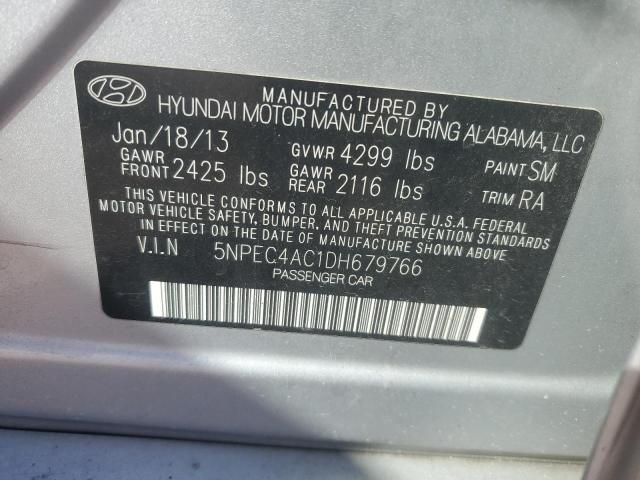 MANUFACTURED BY
HYUNDAI MOTOR MANUFACTURING ALABAMA, LLC
Jan/18/13 GVWR 4299 lbs PAINT SM
GAWR FRONT 2425 lbs GAWR REAR 2116 lbs TRIM RA
THIS VEHICLE CONFORMS TO ALL APPLICABLE U.S.A. FEDERAL
MOTOR VEHICLE SAFETY, BUMPER, AND THEFT PREVENTION STANDARDS
IN EFFECT ON THE DATE OF MANUFACTURE SHOWN ABOVE
V.I.N 5NPEC4AC1DH679766
PASSENGER CAR